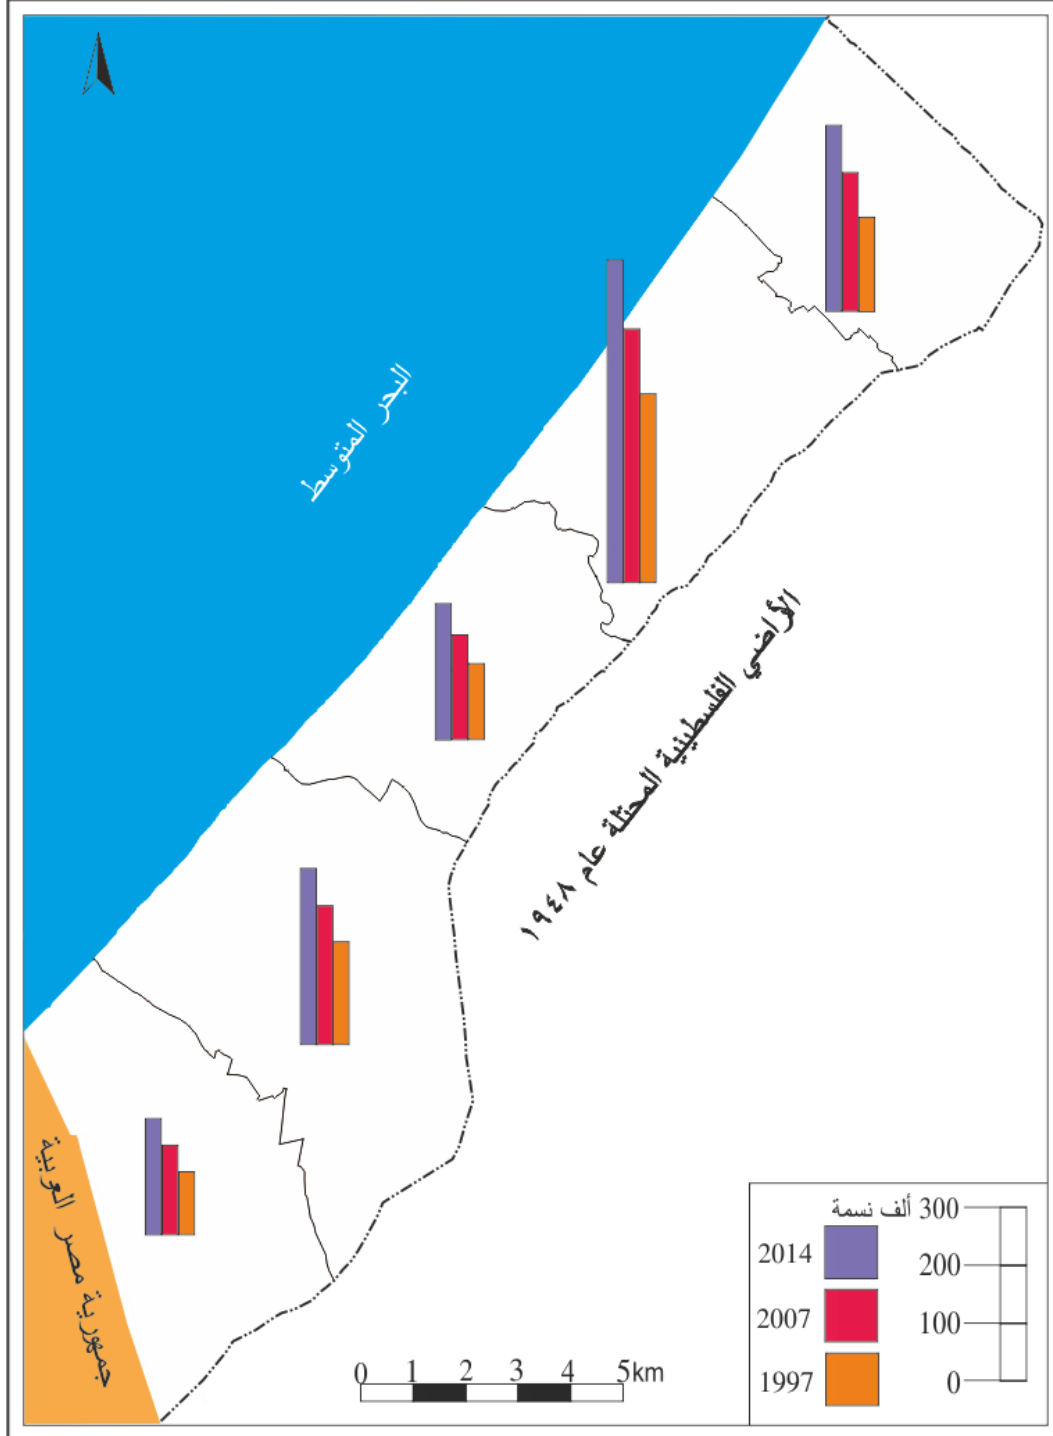 البحر المتوسط
الأراضي الفلسطينية المحتلة عام ١٩٤٨
جمهورية مصر العربية
ألف نسمة
300
2014
200
2007
100
1997
0
0 1 2 3 4 5km